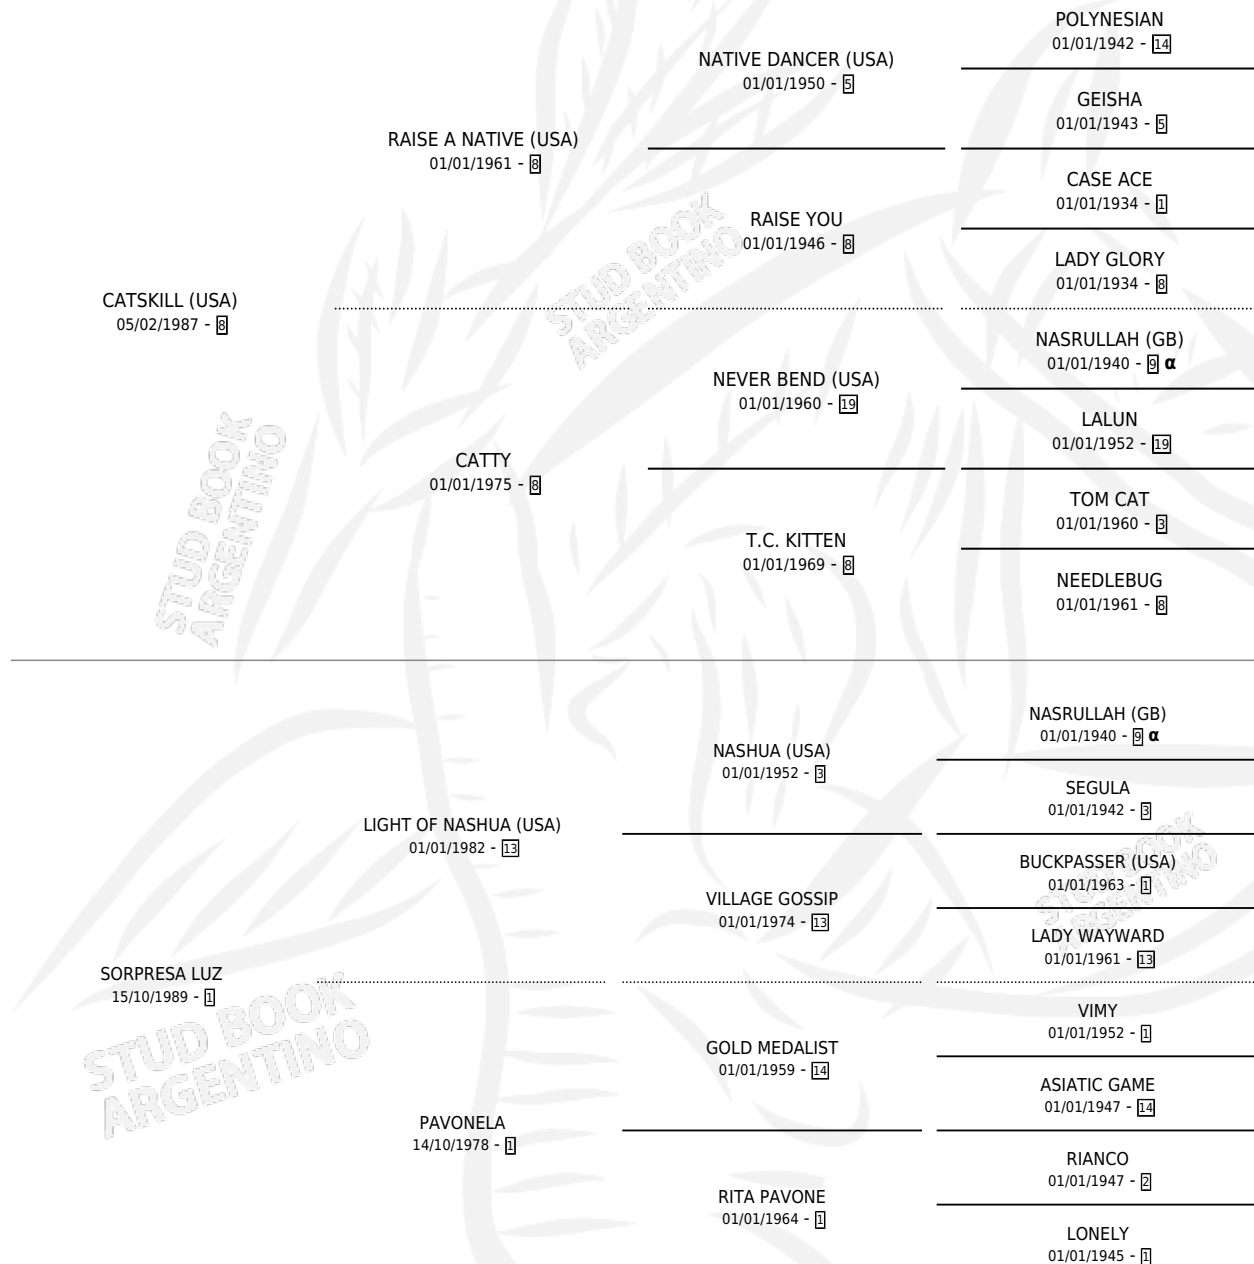 POLYNESIAN
01/01/1942 - 14
NATIVE DANCER (USA)
01/01/1950 - 5
GEISHA
01/01/1943 - 5
RAISE A NATIVE (USA)
01/01/1961 - 8
CASE ACE
01/01/1934 - 1
RAISE YOU
01/01/1946 - 8
LADY GLORY
01/01/1934 - 8
CATSKILL (USA)
05/02/1987 - 8
NASRULLAH (GB)
01/01/1940 - 9 α
NEVER BEND (USA)
01/01/1960 - 19
LALUN
01/01/1952 - 19
CATTY
01/01/1975 - 8
TOM CAT
01/01/1960 - 3
T.C. KITTEN
01/01/1969 - 8
NEEDLEBUG
01/01/1961 - 8
NASRULLAH (GB)
01/01/1940 - 9 α
NASHUA (USA)
01/01/1952 - 3
SEGULA
01/01/1942 - 3
LIGHT OF NASHUA (USA)
01/01/1982 - 13
BUCKPASSER (USA)
01/01/1963 - 1
VILLAGE GOSSIP
01/01/1974 - 13
LADY WAYWARD
01/01/1961 - 13
SORPRESA LUZ
15/10/1989 - 1
VIMY
01/01/1952 - 1
GOLD MEDALIST
01/01/1959 - 14
ASIATIC GAME
01/01/1947 - 14
PAVONELA
14/10/1978 - 1
RIANCO
01/01/1947 - 2
RITA PAVONE
01/01/1964 - 1
LONELY
01/01/1945 - 1
STUD BOOK
ARGENTINO
STUD BOOK
ARGENTINO
STUD BOOK
ARGENTINO
STUD BOOK
ARGENTINO